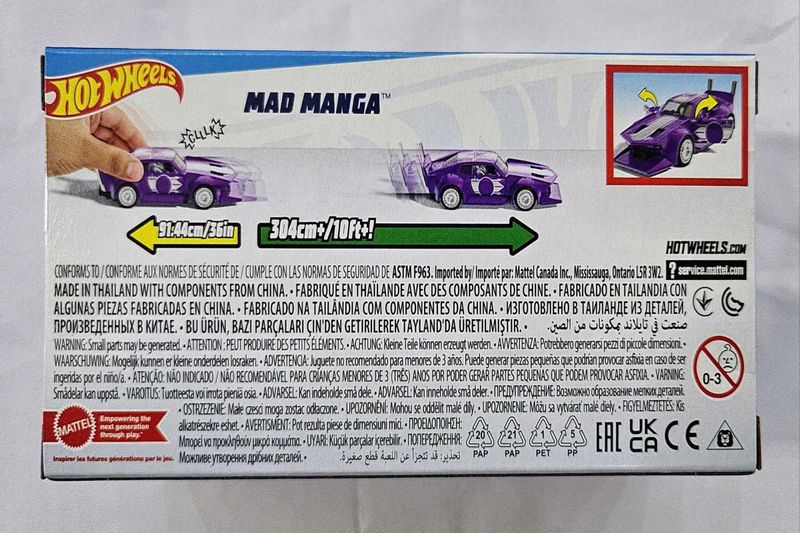 HOT WHEELS
MAD MANGA™
CLLLK
91.44cm/36in
304cm+/10ft+!
HOTWHEELS.COM
? service.mattel.com
CONFORMS TO / CONFORME AUX NORMES DE SÉCURITÉ DE / CUMPLE CON LAS NORMAS DE SEGURIDAD DE ASTM F963. Imported by/ Importé par: Mattel Canada Inc., Mississauga, Ontario L5R 3W2.
MADE IN THAILAND WITH COMPONENTS FROM CHINA. • FABRIQUÉ EN THAÏLANDE AVEC DES COMPOSANTS DE CHINE. • FABRICADO EN TAILANDIA CON
ALGUNAS PIEZAS FABRICADAS EN CHINA. • FABRICADO NA TAILÂNDIA COM COMPONENTES DA CHINA. • ИЗГОТОВЛЕНО В ТАИЛАНДЕ ИЗ ДЕТАЛЕЙ,
ПРОИЗВЕДЕННЫХ В КИТАЕ. • BU ÜRÜN, BAZI PARÇALARI ÇIN'DEN GETIRILEREK TAYLAND'DA ÜRETİLMİŞTİR. • صنعت في تايلاند بمكونات من الصين.
WARNING: Small parts may be generated. • ATTENTION : PEUT PRODUIRE DES PETITS ÉLÉMENTS. • ACHTUNG: Kleine Teile können erzeugt werden. • AVVERTENZA: Potrebbero generarsi pezzi di piccole dimensioni. •
WAARSCHUWING: Mogelijk kunnen er kleine onderdelen losraken. • ADVERTENCIA: Juguete no recomendado para menores de 3 años. Puede generar piezas pequeñas que podrían provocar asfixia en caso de ser
ingeridas por el niño/a. • ATENÇÃO: NÃO INDICADO / NÃO RECOMENDÁVEL PARA CRIANÇAS MENORES DE 3 (TRÊS) ANOS POR PODER GERAR PARTES PEQUENAS QUE PODEM PROVOCAR ASFIXIA. • VARNING:
Smådelar kan uppstå. • VAROITUS: Tuotteesta voi irrota pieniä osia. • ADVARSEL: Kan indeholde små dele. • ADVARSEL: Kan inneholde små deler. • ПРЕДУПРЕЖДЕНИЕ: Возможно образование мелких деталей.
• OSTRZEŻENIE: Małe części mogą zostać odłączone. • UPOZORNĚNÍ: Mohou se oddělit malé díly. • UPOZORNENIE: Môžu sa vytvárať malé diely. • FIGYELMEZTETÉS: Kis
alkatrészekre eshet. • AVERTISMENT: Pot rezulta piese de dimensiuni mici. • ΠΡΟΕΙΔΟΠΟΙΗΣΗ:
Μπορεί να προκληθούν μικρά κομμάτια. • UYARI: Küçük parçalar içerebilir. • ПОПЕРЕДЖЕННЯ:
Можливе утворення дрібних деталей. • تحذير: قد تتجزأ عن اللعبة قطع صغيرة.
0-3
MATTEL
Empowering the
next generation
through play.™
Inspirer les futures générations par le jeu.
20 PAP
21 PAP
1 PET
5 PP
EAC
UK CA
CE